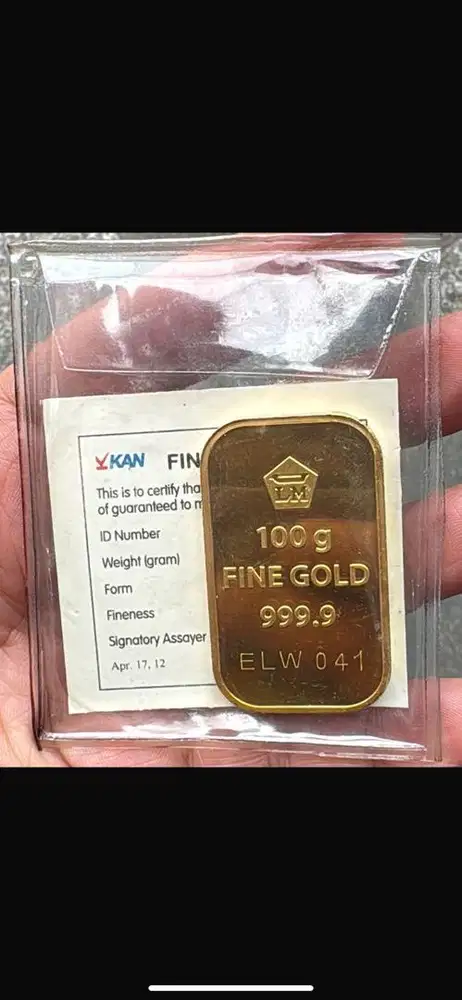 KAN FIN
This is to certify tha
of guaranteed to m
ID Number
Weight (gram)
Form
Fineness
Signatory Assayer
Apr. 17, 12
LM
100 g
FINE GOLD
999.9
ELW 041